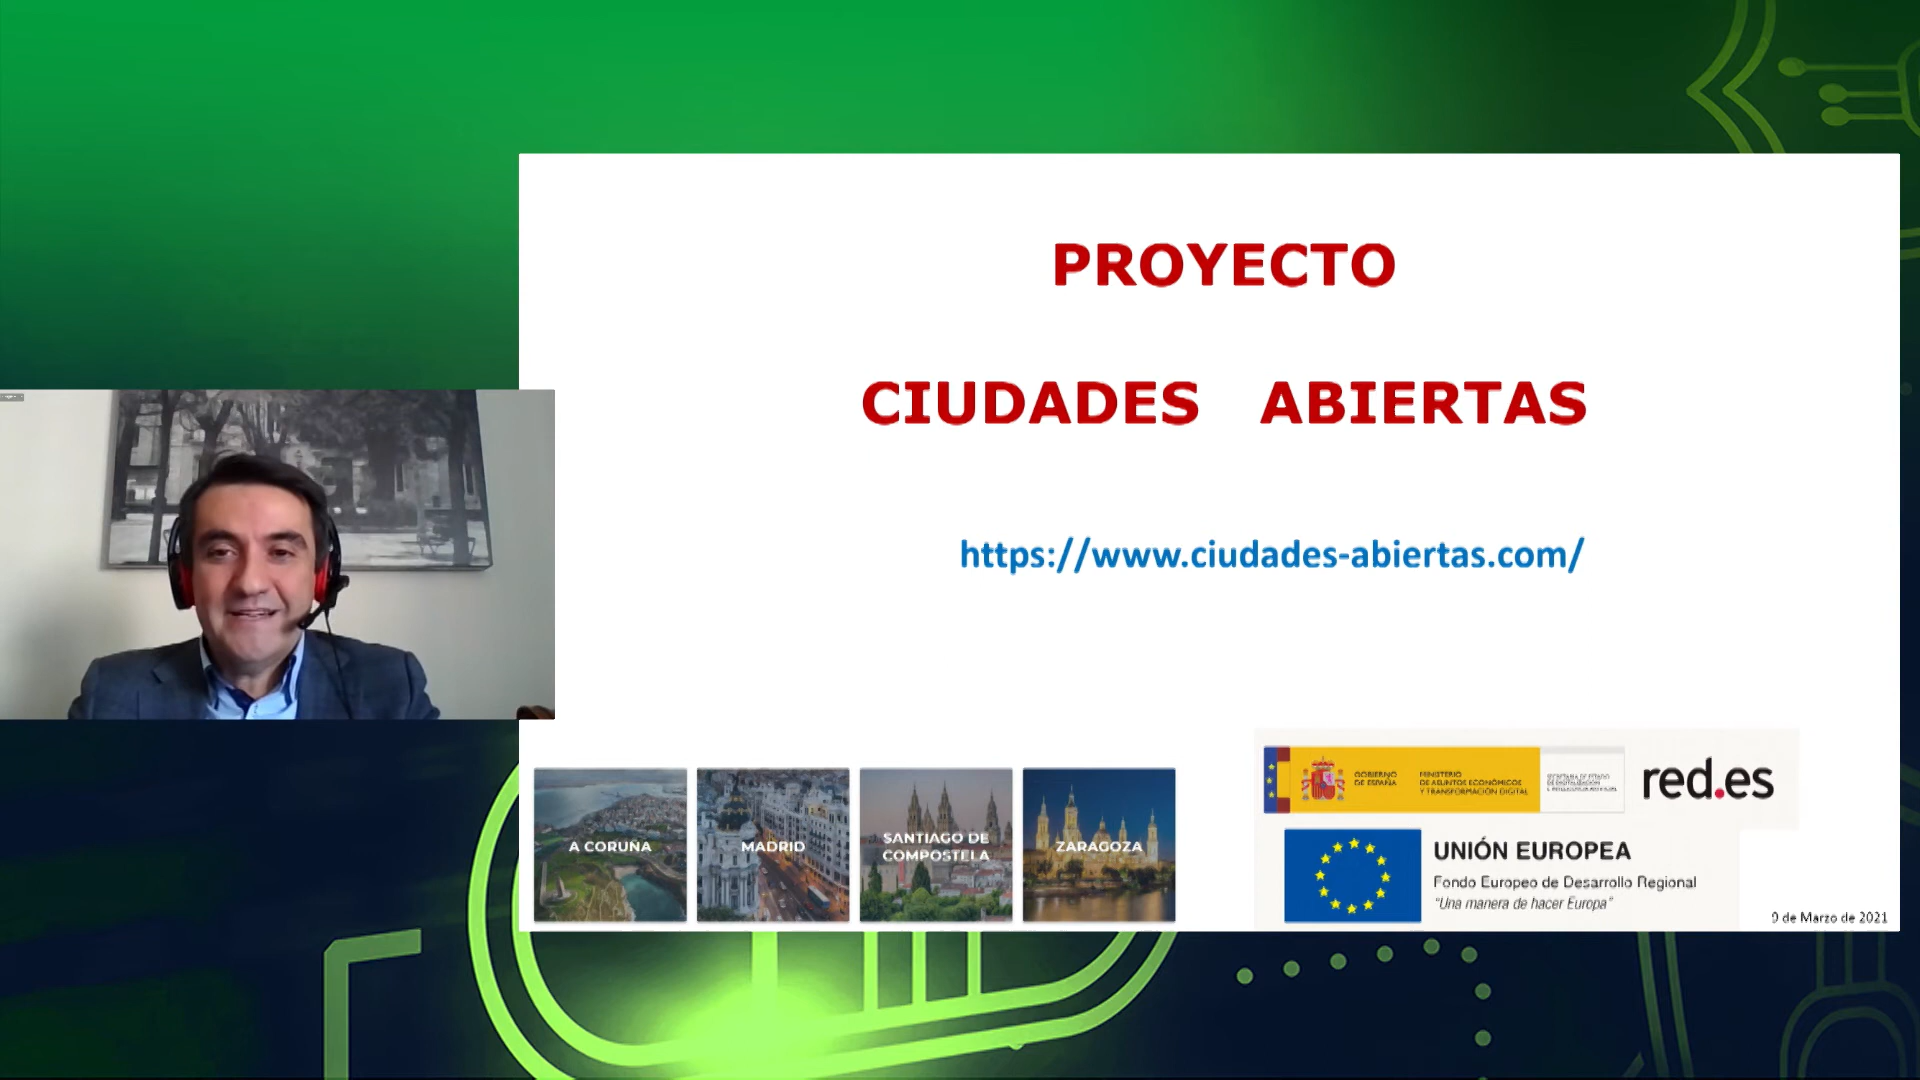 PROYECTO
CIUDADES ABIERTAS
https://www.ciudades-abiertas.com/
A CORUÑA
MADRID
SANTIAGO DE
COMPOSTELA
ZARAGOZA
GOBIERNO
DE ESPAÑA
MINISTERIO
DE ASUNTOS ECONÓMICOS
Y TRANSFORMACIÓN DIGITAL
red.es
UNIÓN EUROPEA
Fondo Europeo de Desarrollo Regional
"Una manera de hacer Europa"
9 de Marzo de 2021